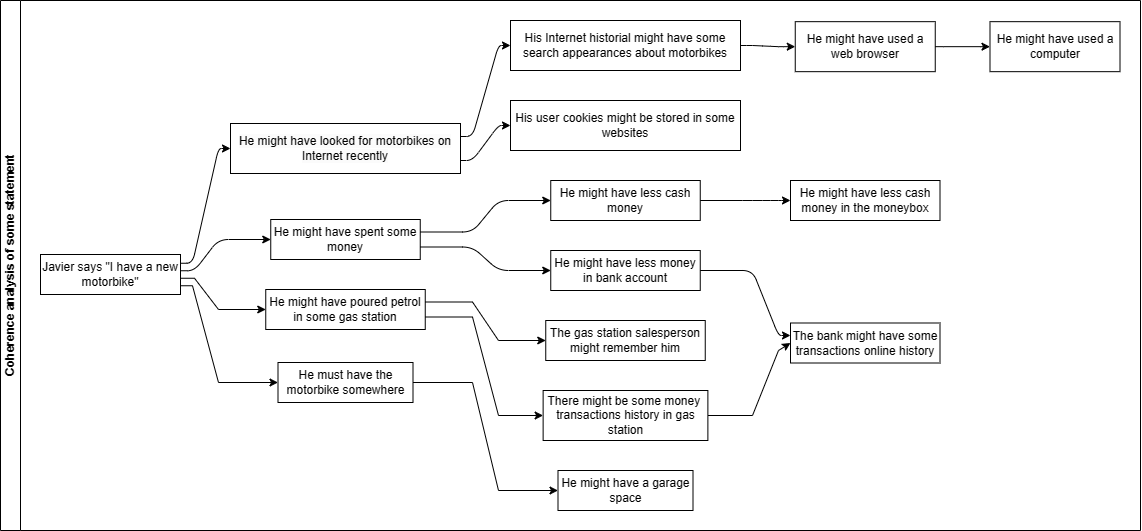 Coherence analysis of some statement
Javier says "I have a new
motorbike"
He might have looked for motorbikes on
Internet recently
He might have spent some
money
He might have poured petrol
in some gas station
He must have the
motorbike somewhere
His Internet historial might have some
search appearances about motorbikes
His user cookies might be stored in some
websites
He might have less cash
money
He might have less money
in bank account
The gas station salesperson
might remember him
There might be some money
transactions history in gas
station
He might have a garage
space
He might have used a
web browser
He might have less cash
money in the moneybox
The bank might have some
transactions online history
He might have used a
computer